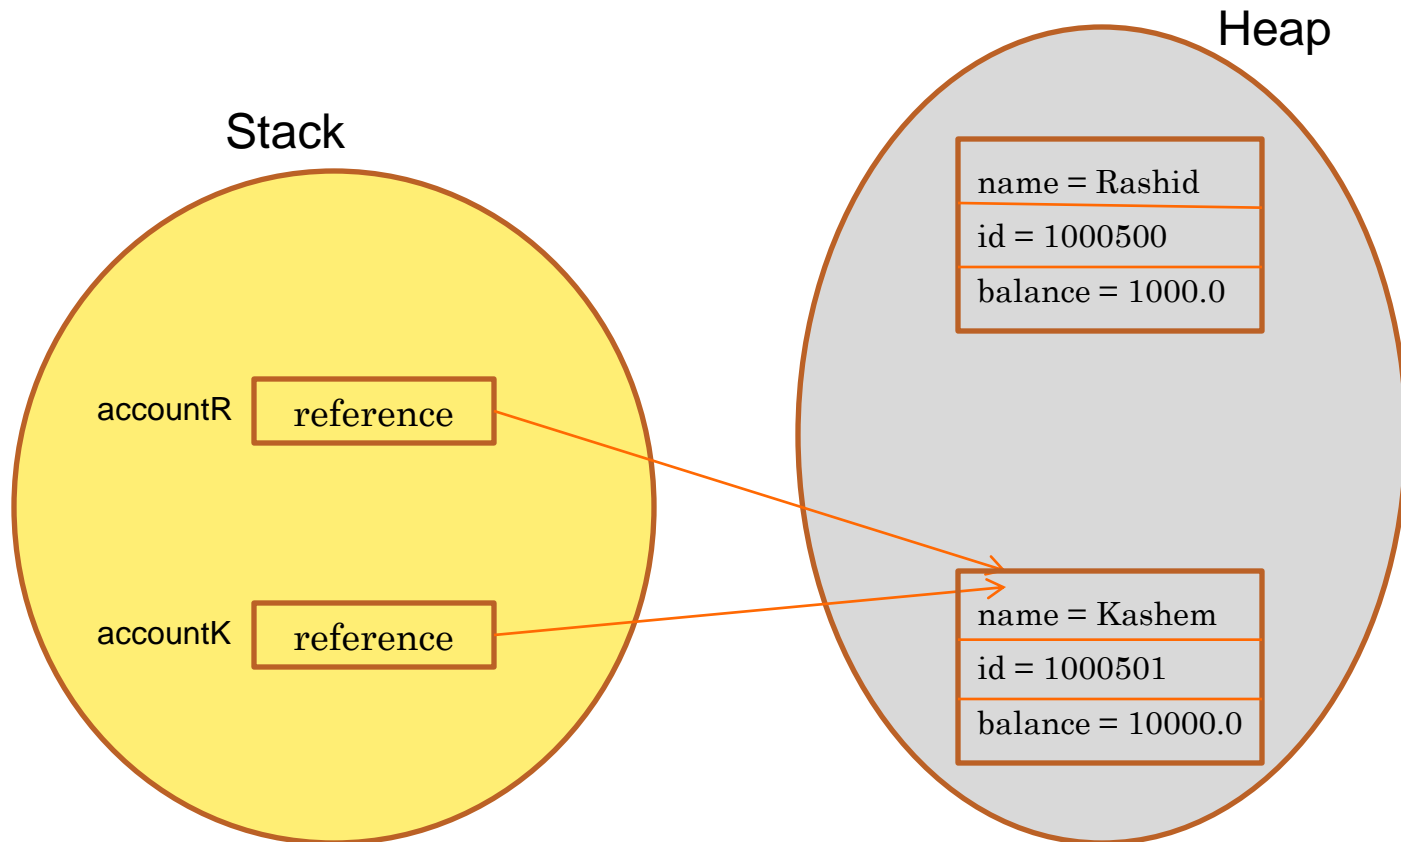 Heap
Stack
name = Rashid
id = 1000500
balance = 1000.0
accountR
reference
accountK
reference
name = Kashem
id = 1000501
balance = 10000.0